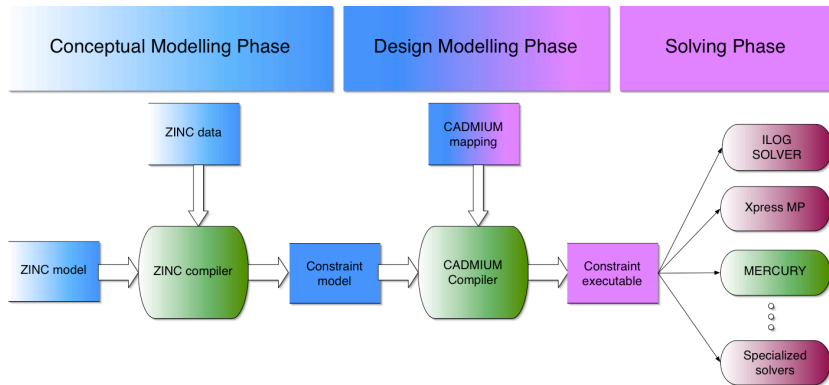 Conceptual Modelling Phase
Design Modelling Phase
Solving Phase
ZINC data
CADMIUM
mapping
ILOG
SOLVER
Xpress MP
ZINC model
ZINC compiler
Constraint
model
CADMIUM
Compiler
Constraint
executable
MERCURY
Specialized
solvers